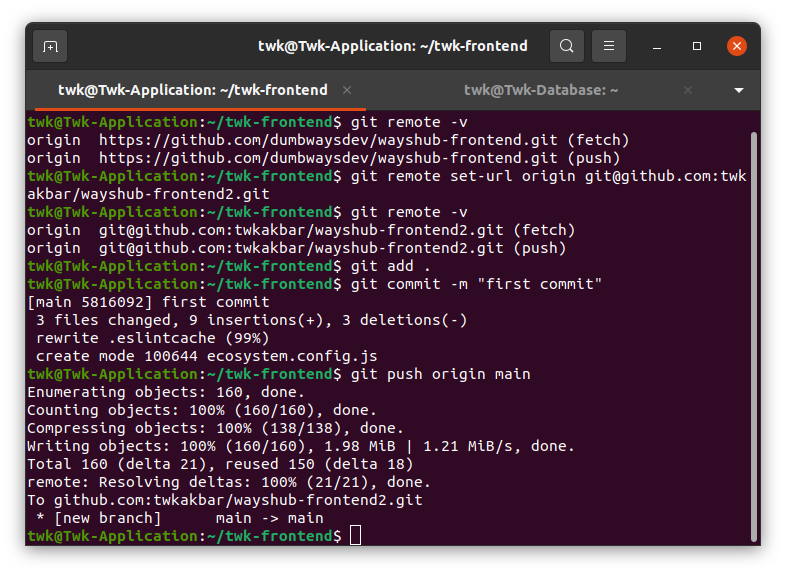 twk@Twk-Application: ~/twk-frontend
twk@Twk-Application: ~/twk-frontend
twk@Twk-Database: ~
twk@Twk-Application:~/twk-frontend$ git remote -v
origin  https://github.com/dumbwaysdev/wayshub-frontend.git (fetch)
origin  https://github.com/dumbwaysdev/wayshub-frontend.git (push)
twk@Twk-Application:~/twk-frontend$ git remote set-url origin git@github.com:twk
akbar/wayshub-frontend2.git
twk@Twk-Application:~/twk-frontend$ git remote -v
origin  git@github.com:twkakbar/wayshub-frontend2.git (fetch)
origin  git@github.com:twkakbar/wayshub-frontend2.git (push)
twk@Twk-Application:~/twk-frontend$ git add .
twk@Twk-Application:~/twk-frontend$ git commit -m "first commit"
[main 5816092] first commit
 3 files changed, 9 insertions(+), 3 deletions(-)
 rewrite .eslintcache (99%)
 create mode 100644 ecosystem.config.js
twk@Twk-Application:~/twk-frontend$ git push origin main
Enumerating objects: 160, done.
Counting objects: 100% (160/160), done.
Compressing objects: 100% (138/138), done.
Writing objects: 100% (160/160), 1.98 MiB | 1.21 MiB/s, done.
Total 160 (delta 21), reused 150 (delta 18)
remote: Resolving deltas: 100% (21/21), done.
To github.com:twkakbar/wayshub-frontend2.git
 * [new branch]      main -> main
twk@Twk-Application:~/twk-frontend$